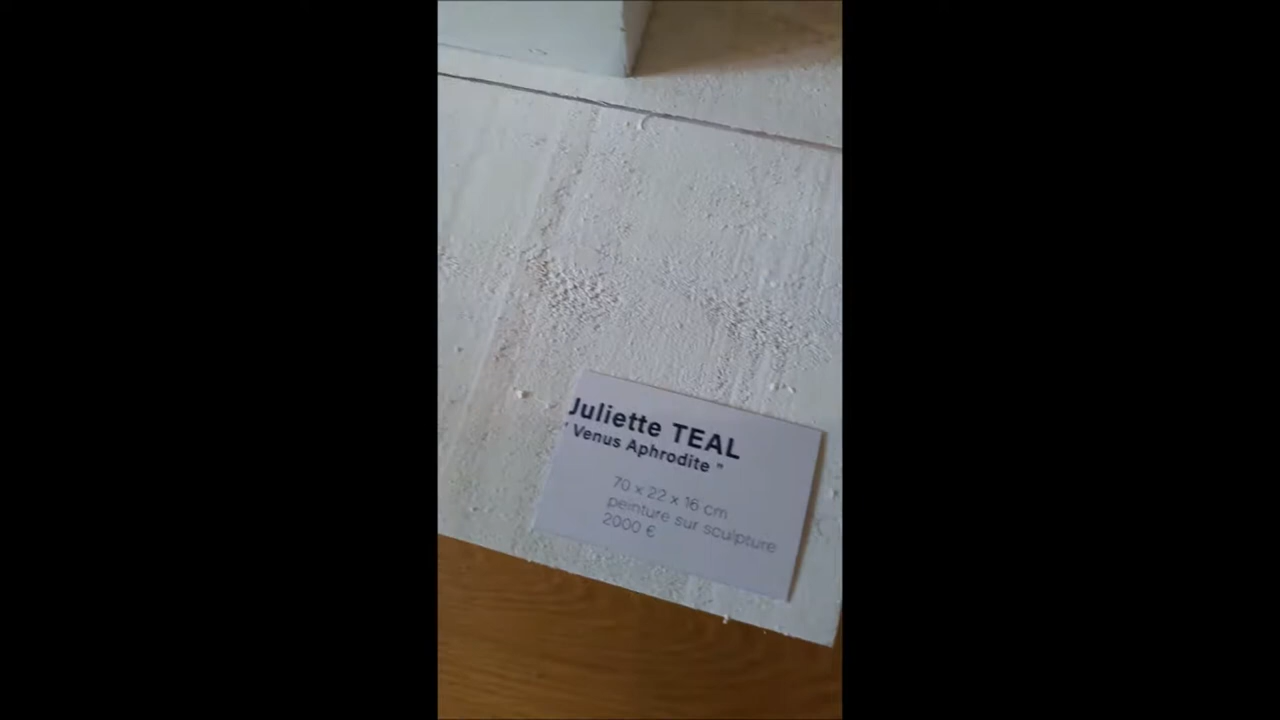 Juliette TEAL
" Venus Aphrodite "
70 x 22 x 16 cm
peinture sur sculpture
2000 €